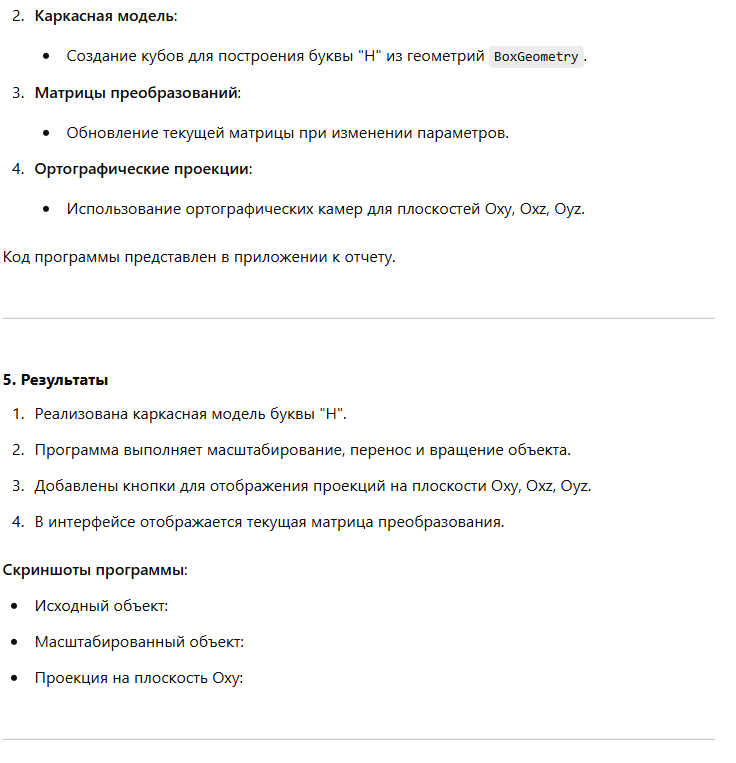 2. Каркасная модель:
• Создание кубов для построения буквы "Н" из геометрий BoxGeometry.
3. Матрицы преобразований:
• Обновление текущей матрицы при изменении параметров.
4. Ортографические проекции:
• Использование ортографических камер для плоскостей Oxy, Oxz, Oyz.
Код программы представлен в приложении к отчету.
5. Результаты
1. Реализована каркасная модель буквы "Н".
2. Программа выполняет масштабирование, перенос и вращение объекта.
3. Добавлены кнопки для отображения проекций на плоскости Oxy, Oxz, Oyz.
4. В интерфейсе отображается текущая матрица преобразования.
Скриншоты программы:
• Исходный объект:
• Масштабированный объект:
• Проекция на плоскость Oxy: